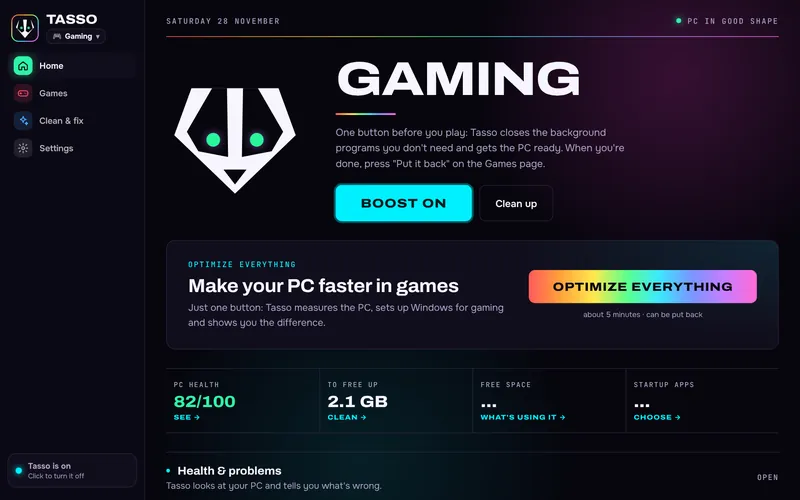 TASSO
🎮 Gaming ▾
Home
Games
Clean & fix
Settings
Tasso is on
Click to turn it off
SATURDAY 28 NOVEMBER
PC IN GOOD SHAPE
GAMING
One button before you play: Tasso closes the background
programs you don't need and gets the PC ready. When you're
done, press "Put it back" on the Games page.
BOOST ON
Clean up
OPTIMIZE EVERYTHING
Make your PC faster in games
Just one button: Tasso measures the PC, sets up Windows for gaming
and shows you the difference.
OPTIMIZE EVERYTHING
about 5 minutes · can be put back
PC HEALTH
82/100
SEE →
TO FREE UP
2.1 GB
CLEAN →
FREE SPACE
...
WHAT'S USING IT →
STARTUP APPS
...
CHOOSE →
Health & problems
Tasso looks at your PC and tells you what's wrong.
OPEN